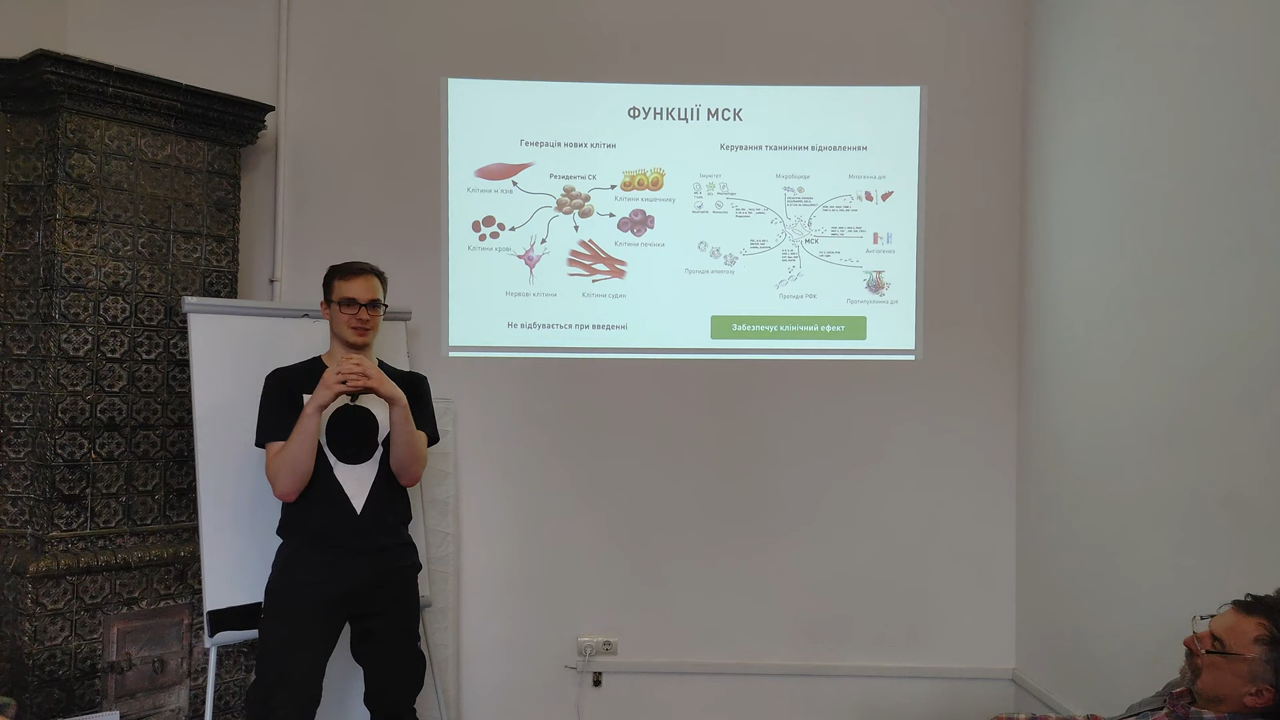 ФУНКЦІЇ МСК
Генерація нових клітин
Резидентні СК
Клітини м'язів
Клітини кишечнику
Клітини крові
Клітини печінки
Нервові клітини
Клітини судин
Не відбувається при введенні
Керування тканинним відновленням
Імунітет
Мікробіциди
Мітогенна дія
МСК
Ангіогенез
Протидія апоптозу
Протидія РФК
Протипухлинна дія
Забезпечує клінічний ефект